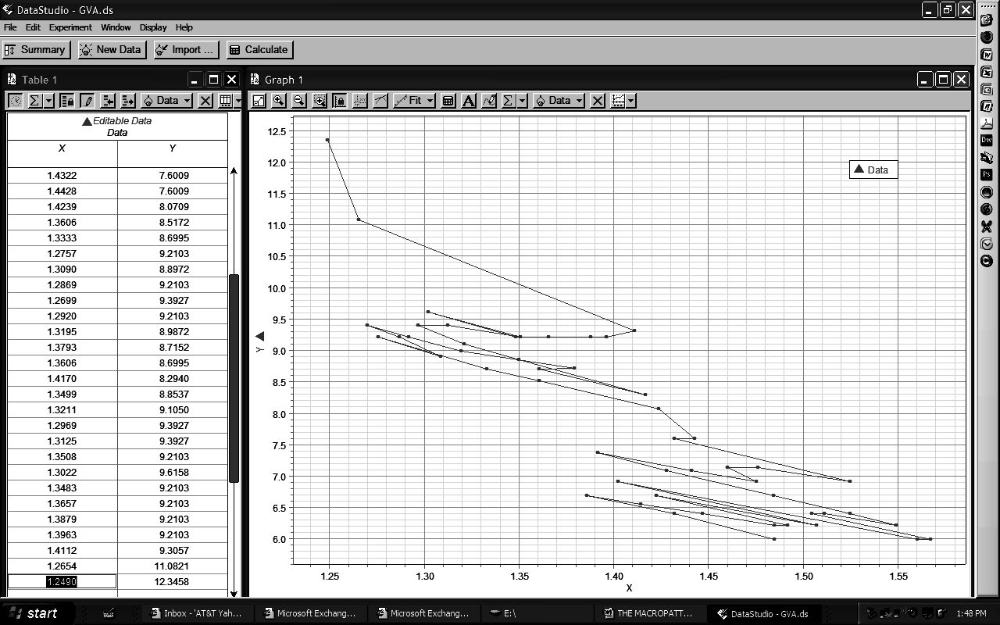 DataStudio - GVA.ds
File Edit Experiment Window Display Help
Summary New Data Import ... Calculate
Table 1
Graph 1
Σ Data
Fit A Σ Data
Editable Data
Data
X Y
1.4322 7.6009
1.4428 7.6009
1.4239 8.0709
1.3606 8.5172
1.3333 8.6995
1.2757 9.2103
1.3090 8.8972
1.2869 9.2103
1.2699 9.3927
1.2920 9.2103
1.3195 8.9872
1.3793 8.7152
1.3606 8.6995
1.4170 8.2940
1.3499 8.8537
1.3211 9.1050
1.2969 9.3927
1.3125 9.3927
1.3508 9.2103
1.3022 9.6158
1.3483 9.2103
1.3657 9.2103
1.3879 9.2103
1.3963 9.2103
1.4112 9.3057
1.2654 11.0821
1.2490 12.3458
12.5
12.0
11.5
11.0
10.5
10.0
9.5
9.0
8.5
8.0
7.5
7.0
6.5
6.0
Y
Data
1.25 1.30 1.35 1.40 1.45 1.50 1.55
X
Dw
Ps
start
Inbox - 'AT&T Yah... Microsoft Exchang... Microsoft Exchang... E:\ THE MACROPATT... DataStudio - GVA.ds 1:48 PM